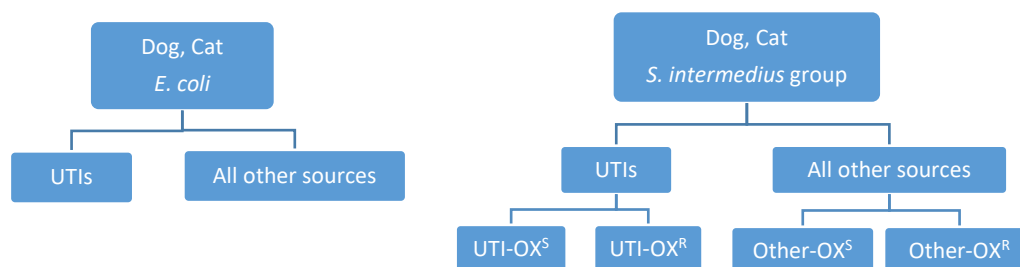 Dog, Cat
E. coli
UTIs
All other sources
Dog, Cat
S. intermedius group
UTIs
All other sources
UTI-OXˢ
UTI-OXᴿ
Other-OXˢ
Other-OXᴿ